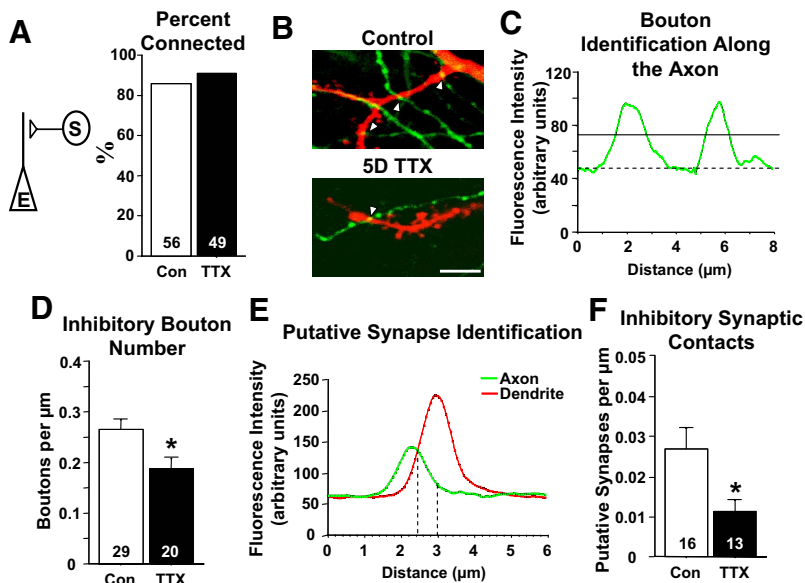 A
Percent
Connected
100
80
60
40
20
0
%
S
E
56
49
Con
TTX
B
Control
5D TTX
C
Bouton
Identification Along
the Axon
Fluorescence Intensity
(arbitrary units)
120
80
40
0
0
2
4
6
8
Distance (µm)
D
Inhibitory Bouton
Number
Boutons per µm
0.4
0.3
0.2
0.1
0
*
29
20
Con
TTX
E
Putative Synapse Identification
Fluorescence Intensity
(arbitrary units)
250
200
150
100
50
0
Axon
Dendrite
0
1
2
3
4
5
6
Distance (µm)
F
Inhibitory Synaptic
Contacts
Putative Synapses per µm
0.05
0.04
0.03
0.02
0.01
0
*
16
13
Con
TTX